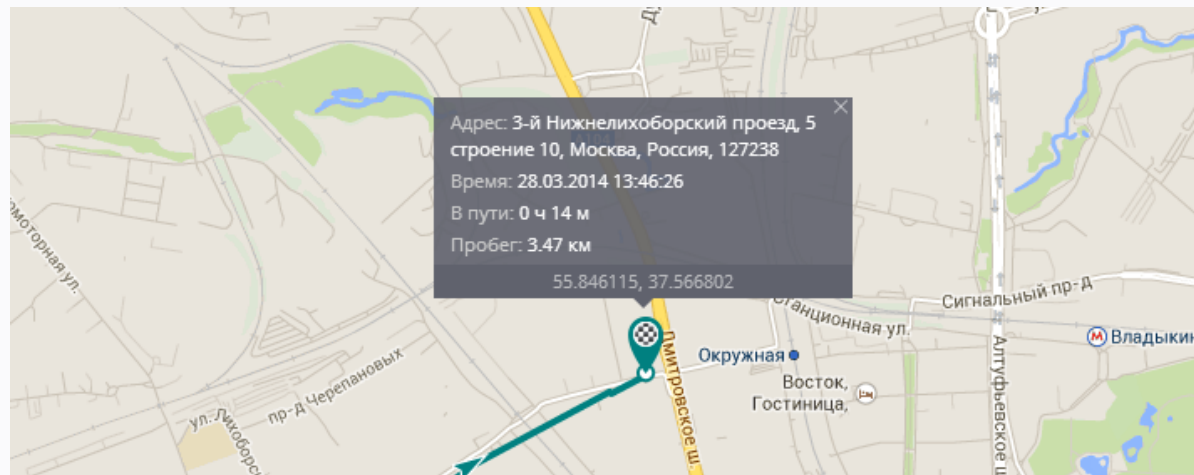 Адрес: 3-й Нижнелихоборский проезд, 5
строение 10, Москва, Россия, 127238
Время: 28.03.2014 13:46:26
В пути: 0 ч 14 м
Пробег: 3.47 км
55.846115, 37.566802
омоторная ул.
Сигнальный пр-д
Станционная ул.
Дмитровское ш.
Владыкин
Окружная
Алтуфьевское ш
Восток,
Гостиница,
пр-д Черепановых
ул. Лихоборс